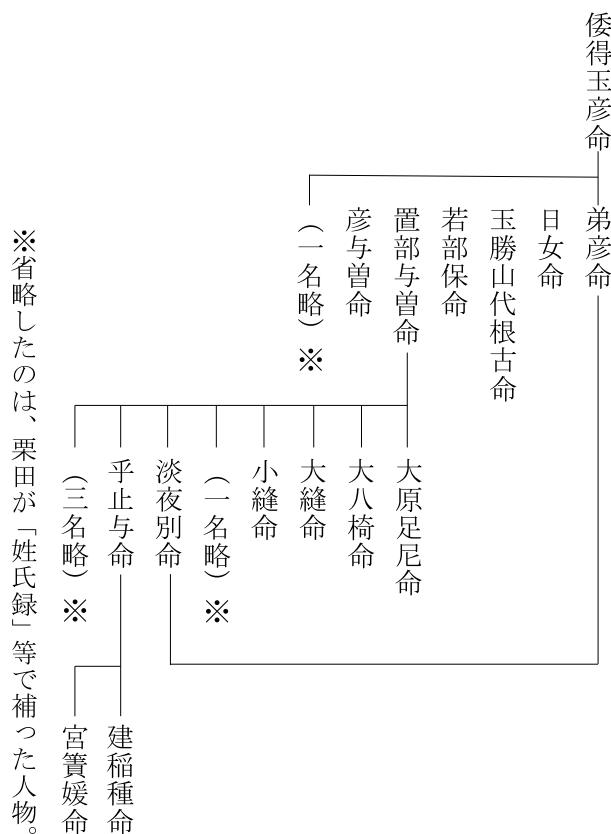 倭得玉彦命
弟彦命
日女命
玉勝山代根古命
若部保命
置部与曽命
彦与曽命
(一名略)※
大原足尼命
大八椅命
大縫命
小縫命
(一名略)※
淡夜別命
乎止与命
(三名略)※
建稲種命
宮簀媛命
※省略したのは、栗田が「姓氏録」等で補った人物。